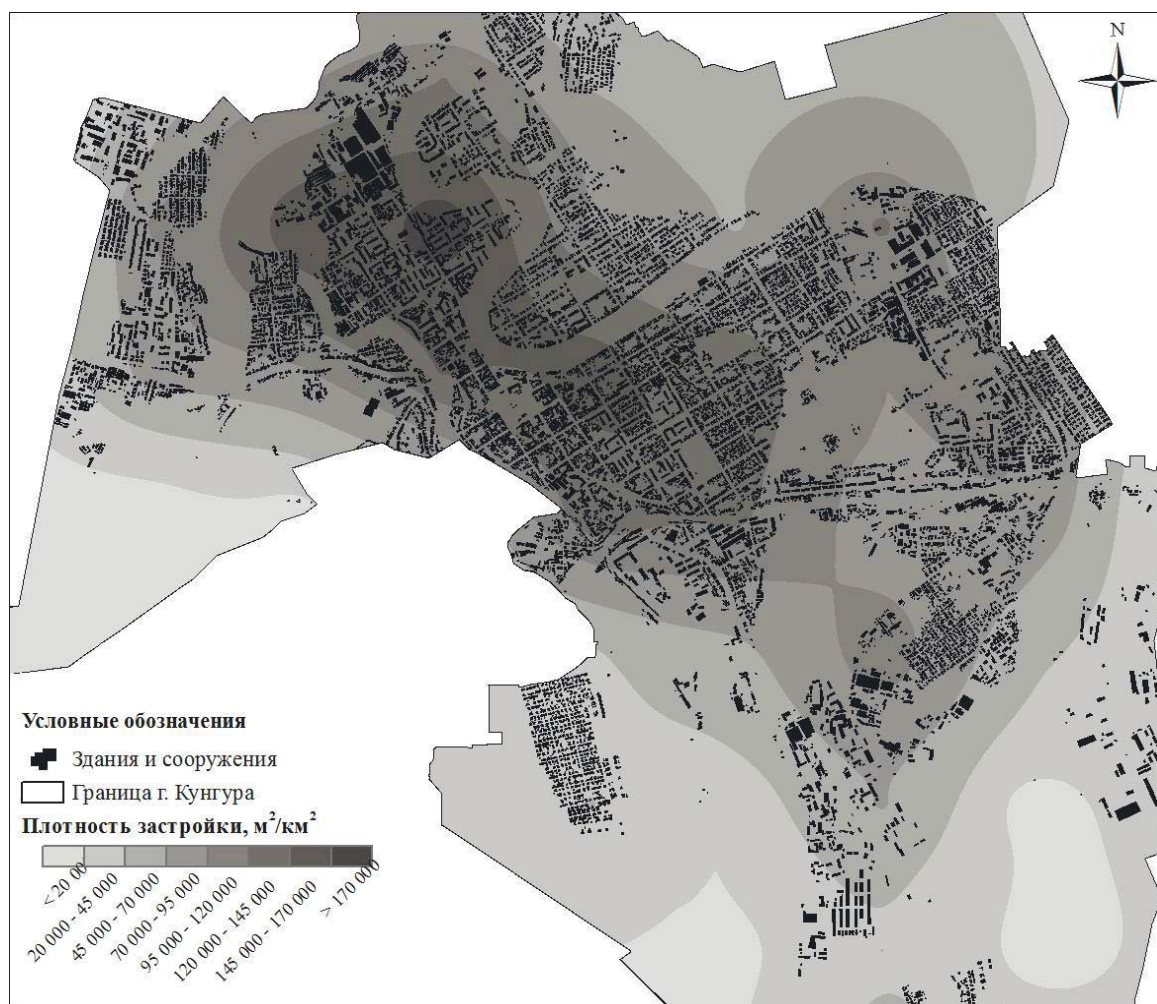 N
Условные обозначения
Здания и сооружения
Граница г. Кунгура
Плотность застройки, м²/км²
< 20 00
20 000 - 45 000
45 000 - 70 000
70 000 - 95 000
95 000 - 120 000
120 000 - 145 000
145 000 - 170 000
> 170 000